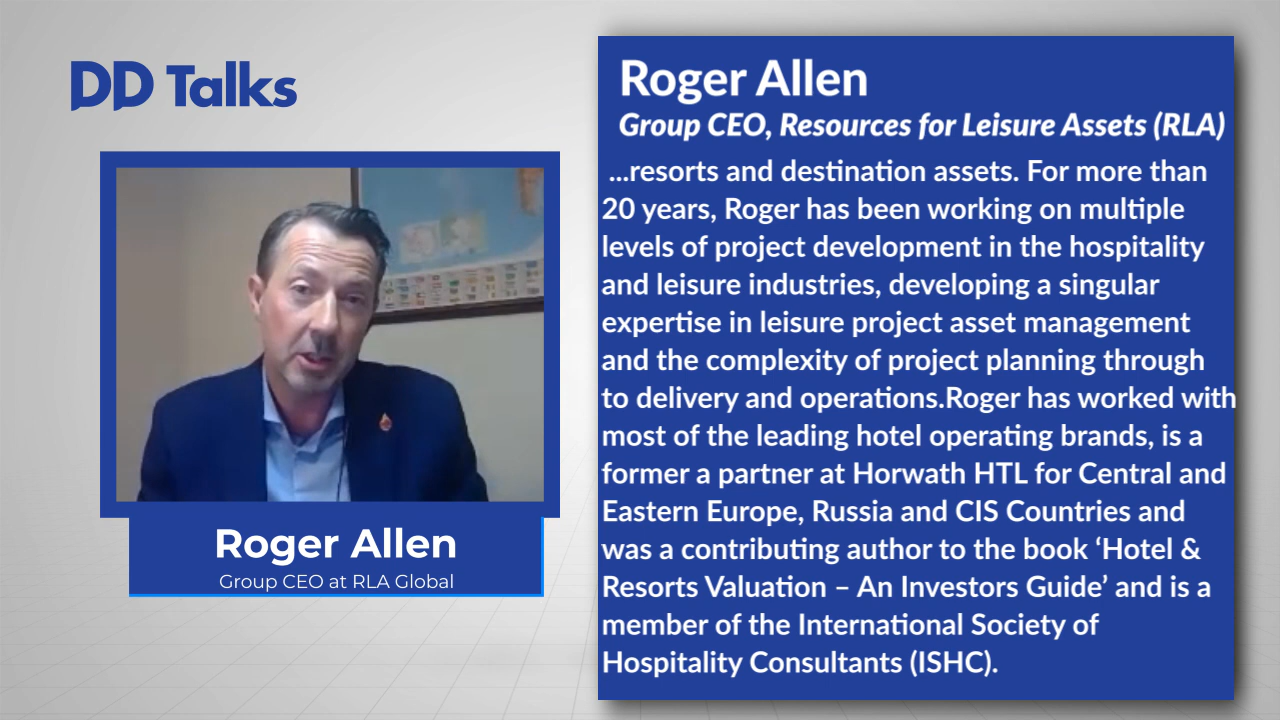 DD Talks
Roger Allen
Group CEO at RLA Global
Roger Allen
Group CEO, Resources for Leisure Assets (RLA)
...resorts and destination assets. For more than
20 years, Roger has been working on multiple
levels of project development in the hospitality
and leisure industries, developing a singular
expertise in leisure project asset management
and the complexity of project planning through
to delivery and operations.Roger has worked with
most of the leading hotel operating brands, is a
former a partner at Horwath HTL for Central and
Eastern Europe, Russia and CIS Countries and
was a contributing author to the book ‘Hotel &
Resorts Valuation – An Investors Guide’ and is a
member of the International Society of
Hospitality Consultants (ISHC).